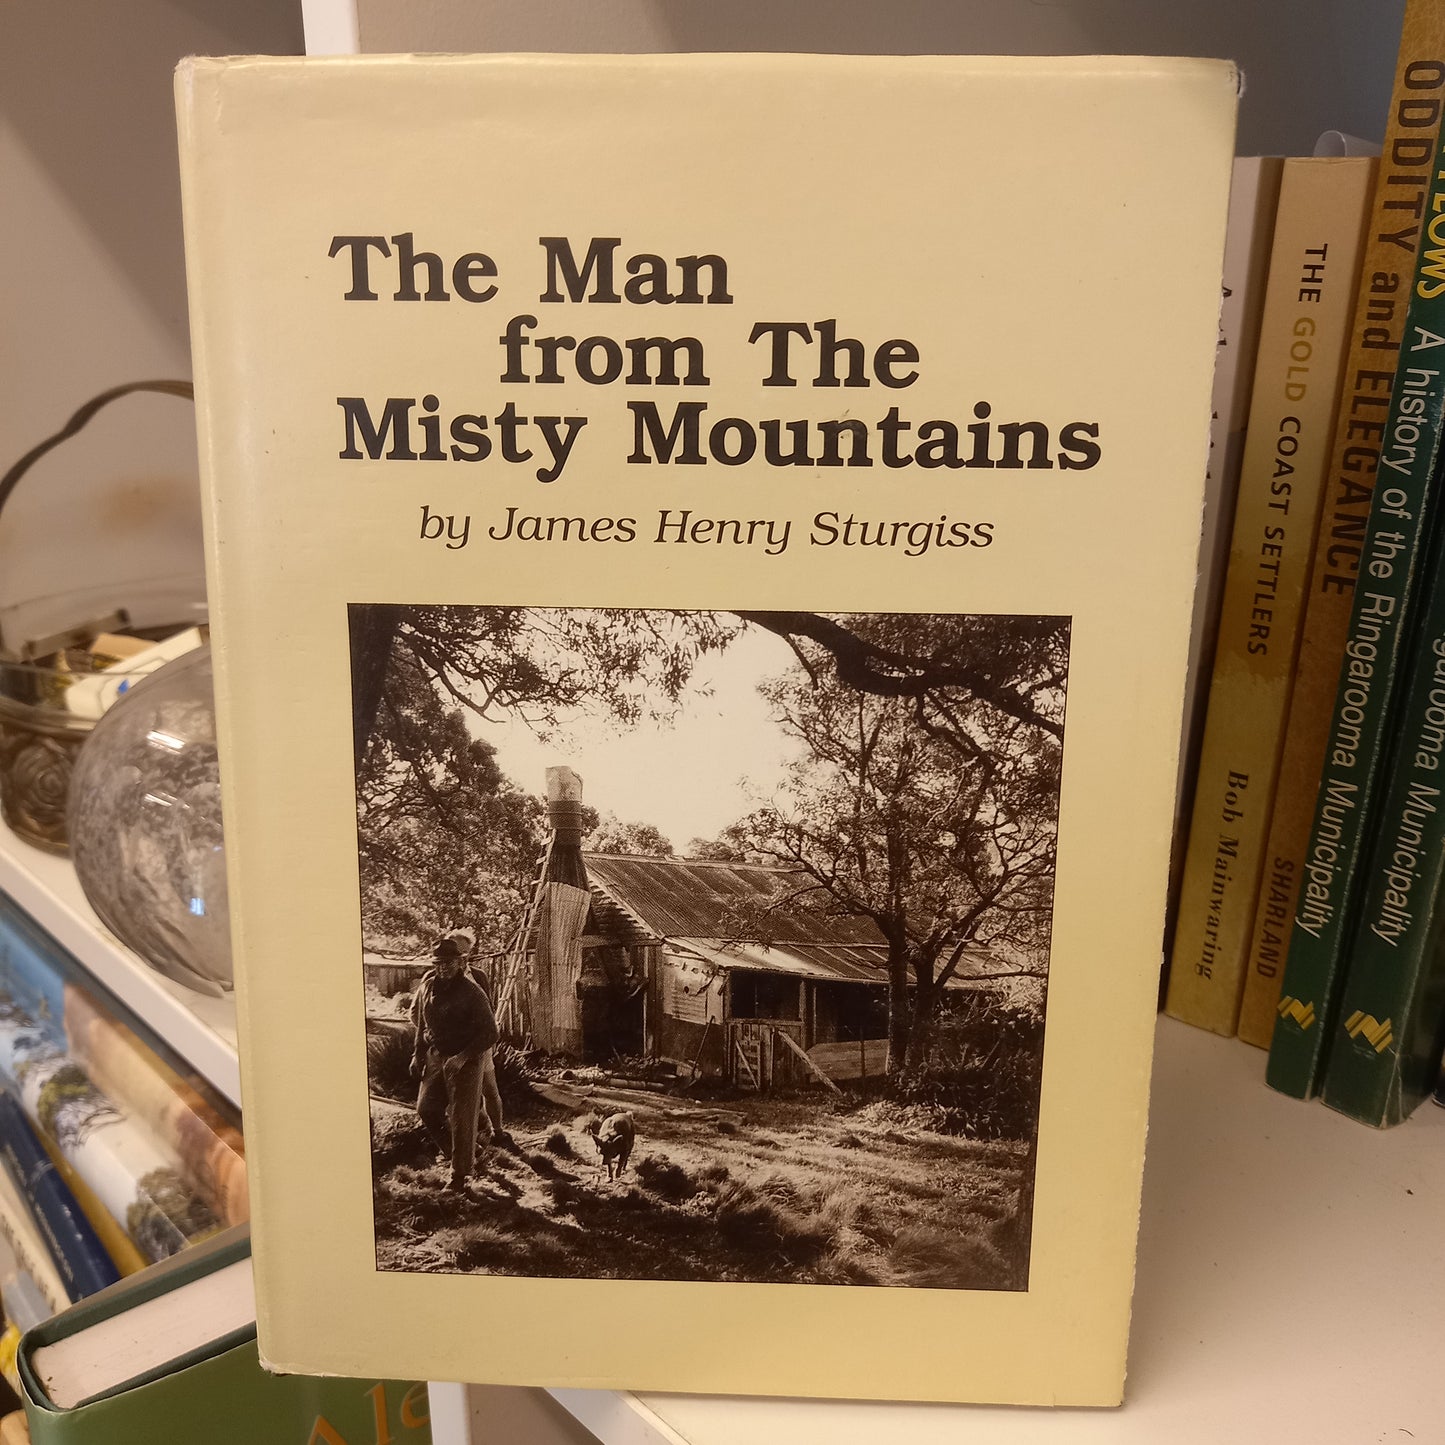 The Man
from The
Misty Mountains
by James Henry Sturgiss
THE GOLD COAST SETTLERS
Bob Mainwaring
ODDITY and ELEGANCE
SHARLAND
A history of the Ringarooma Municipality
Municipality
Ale